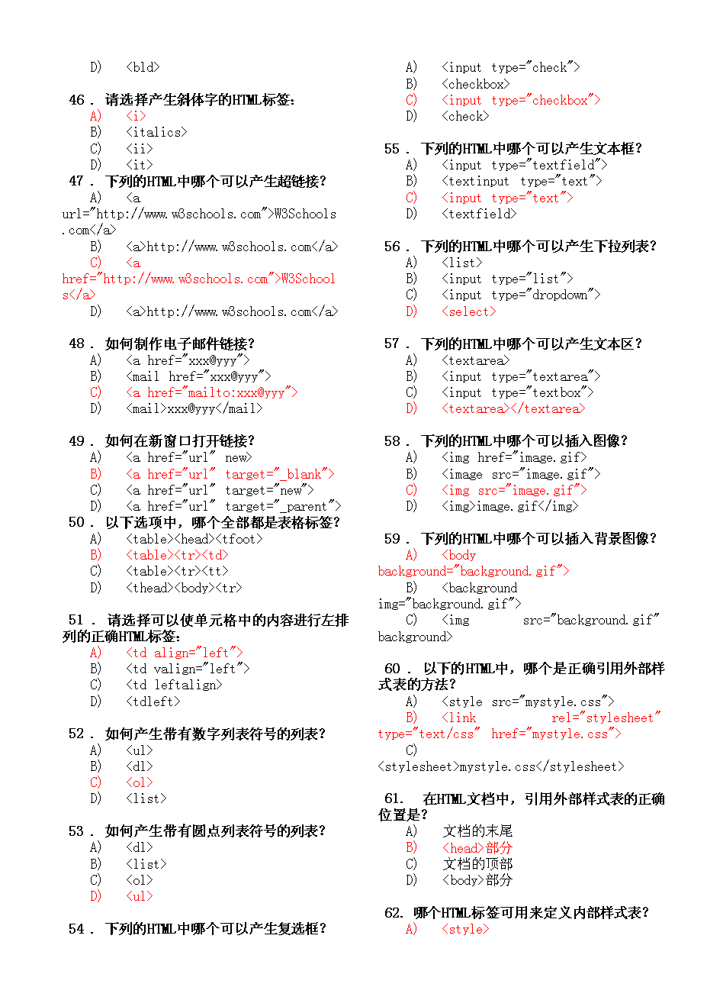 D) <bld>
46 . 请选择产生斜体字的HTML标签：
A) <i>
B) <italics>
C) <ii>
D) <it>
47 . 下列的HTML中哪个可以产生超链接？
A) <a
url="http://www.w3schools.com">W3Schools
.com</a>
B) <a>http://www.w3schools.com</a>
C) <a
href="http://www.w3schools.com">W3School
s</a>
D) <a>http://www.w3schools.com</a>
48 . 如何制作电子邮件链接？
A) <a href="xxx@yyy">
B) <mail href="xxx@yyy">
C) <a href="mailto:xxx@yyy">
D) <mail>xxx@yyy</mail>
49 . 如何在新窗口打开链接？
A) <a href="url" new>
B) <a href="url" target="_blank">
C) <a href="url" target="new">
D) <a href="url" target="_parent">
50 . 以下选项中，哪个全部都是表格标签？
A) <table><head><tfoot>
B) <table><tr><td>
C) <table><tr><tt>
D) <thead><body><tr>
51 . 请选择可以使单元格中的内容进行左排
列的正确HTML标签：
A) <td align="left">
B) <td valign="left">
C) <td leftalign>
D) <tdleft>
52 . 如何产生带有数字列表符号的列表？
A) <ul>
B) <dl>
C) <ol>
D) <list>
53 . 如何产生带有圆点列表符号的列表？
A) <dl>
B) <list>
C) <ol>
D) <ul>
54 . 下列的HTML中哪个可以产生复选框？
A) <input type="check">
B) <checkbox>
C) <input type="checkbox">
D) <check>
55 . 下列的HTML中哪个可以产生文本框？
A) <input type="textfield">
B) <textinput type="text">
C) <input type="text">
D) <textfield>
56 . 下列的HTML中哪个可以产生下拉列表？
A) <list>
B) <input type="list">
C) <input type="dropdown">
D) <select>
57 . 下列的HTML中哪个可以产生文本区？
A) <textarea>
B) <input type="textarea">
C) <input type="textbox">
D) <textarea></textarea>
58 . 下列的HTML中哪个可以插入图像？
A) <img href="image.gif>
B) <image src="image.gif">
C) <img src="image.gif">
D) <img>image.gif</img>
59 . 下列的HTML中哪个可以插入背景图像？
A) <body
background="background.gif">
B) <background
img="background.gif">
C) <img src="background.gif"
background>
60 . 以下的HTML中，哪个是正确引用外部样
式表的方法？
A) <style src="mystyle.css">
B) <link rel="stylesheet"
type="text/css" href="mystyle.css">
C)
<stylesheet>mystyle.css</stylesheet>
61. 在HTML文档中，引用外部样式表的正确
位置是？
A) 文档的末尾
B) <head>部分
C) 文档的顶部
D) <body>部分
62. 哪个HTML标签可用来定义内部样式表？
A) <style>